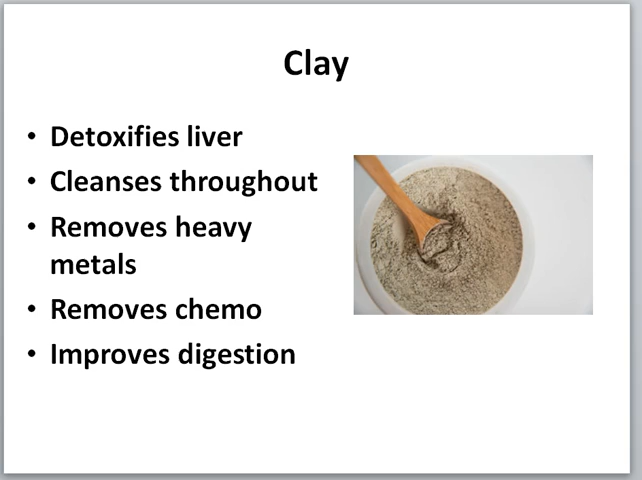 Clay
• Detoxifies liver
• Cleanses throughout
• Removes heavy
metals
• Removes chemo
• Improves digestion